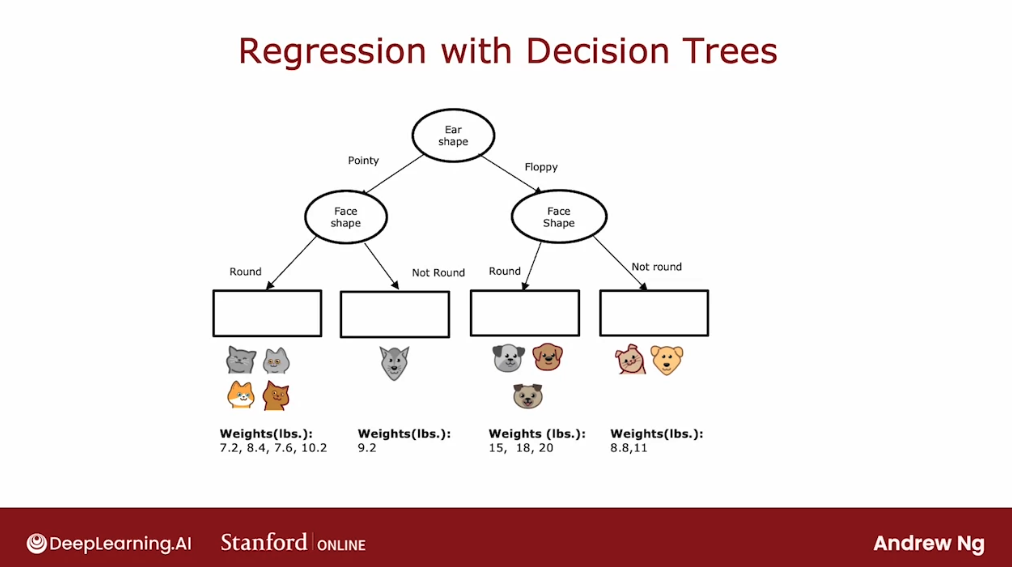 Regression with Decision Trees
Ear
shape
Pointy
Floppy
Face
shape
Face
Shape
Round
Not Round
Round
Not round
Weights(lbs.):
7.2, 8.4, 7.6, 10.2
Weights(lbs.):
9.2
Weights (lbs.):
15, 18, 20
Weights(lbs.):
8.8,11
DeepLearning.AI
Stanford ONLINE
Andrew Ng